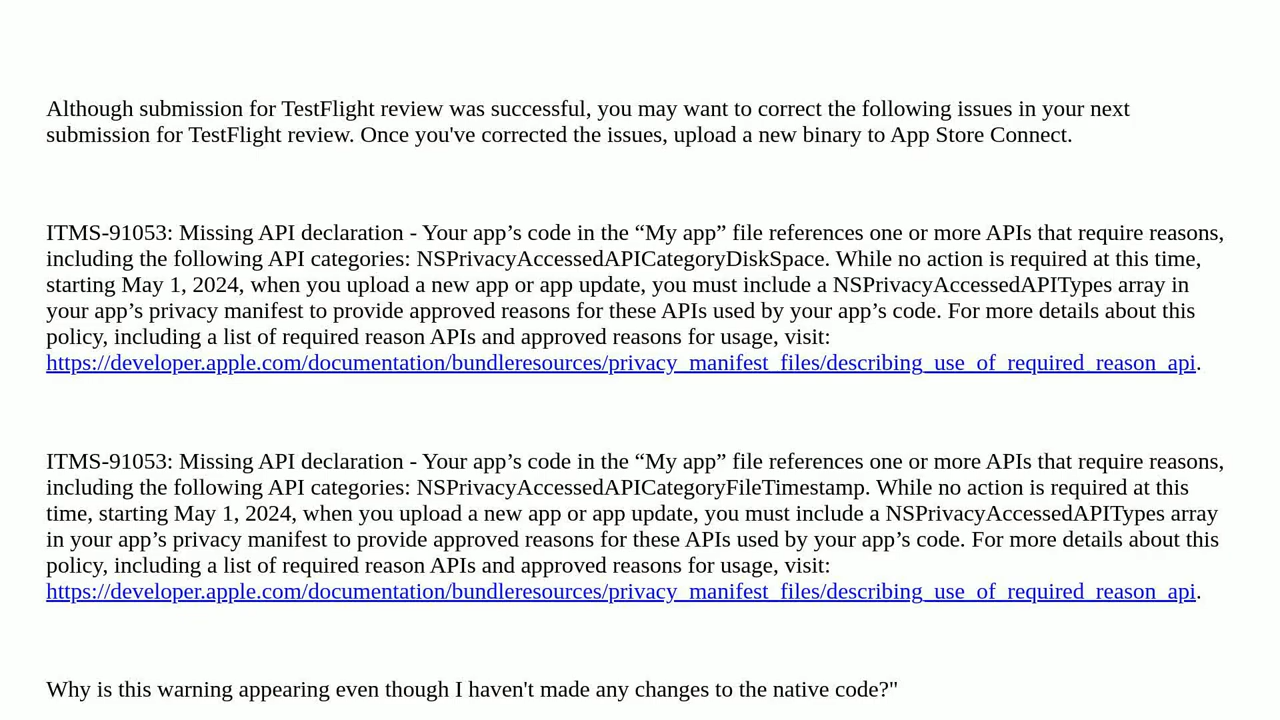 Although submission for TestFlight review was successful, you may want to correct the following issues in your next
submission for TestFlight review. Once you've corrected the issues, upload a new binary to App Store Connect.
ITMS-91053: Missing API declaration - Your app’s code in the “My app” file references one or more APIs that require reasons,
including the following API categories: NSPrivacyAccessedAPICategoryDiskSpace. While no action is required at this time,
starting May 1, 2024, when you upload a new app or app update, you must include a NSPrivacyAccessedAPITypes array in
your app’s privacy manifest to provide approved reasons for these APIs used by your app’s code. For more details about this
policy, including a list of required reason APIs and approved reasons for usage, visit:
https://developer.apple.com/documentation/bundleresources/privacy_manifest_files/describing_use_of_required_reason_api.
ITMS-91053: Missing API declaration - Your app’s code in the “My app” file references one or more APIs that require reasons,
including the following API categories: NSPrivacyAccessedAPICategoryFileTimestamp. While no action is required at this
time, starting May 1, 2024, when you upload a new app or app update, you must include a NSPrivacyAccessedAPITypes array
in your app’s privacy manifest to provide approved reasons for these APIs used by your app’s code. For more details about this
policy, including a list of required reason APIs and approved reasons for usage, visit:
https://developer.apple.com/documentation/bundleresources/privacy_manifest_files/describing_use_of_required_reason_api.
Why is this warning appearing even though I haven't made any changes to the native code?"